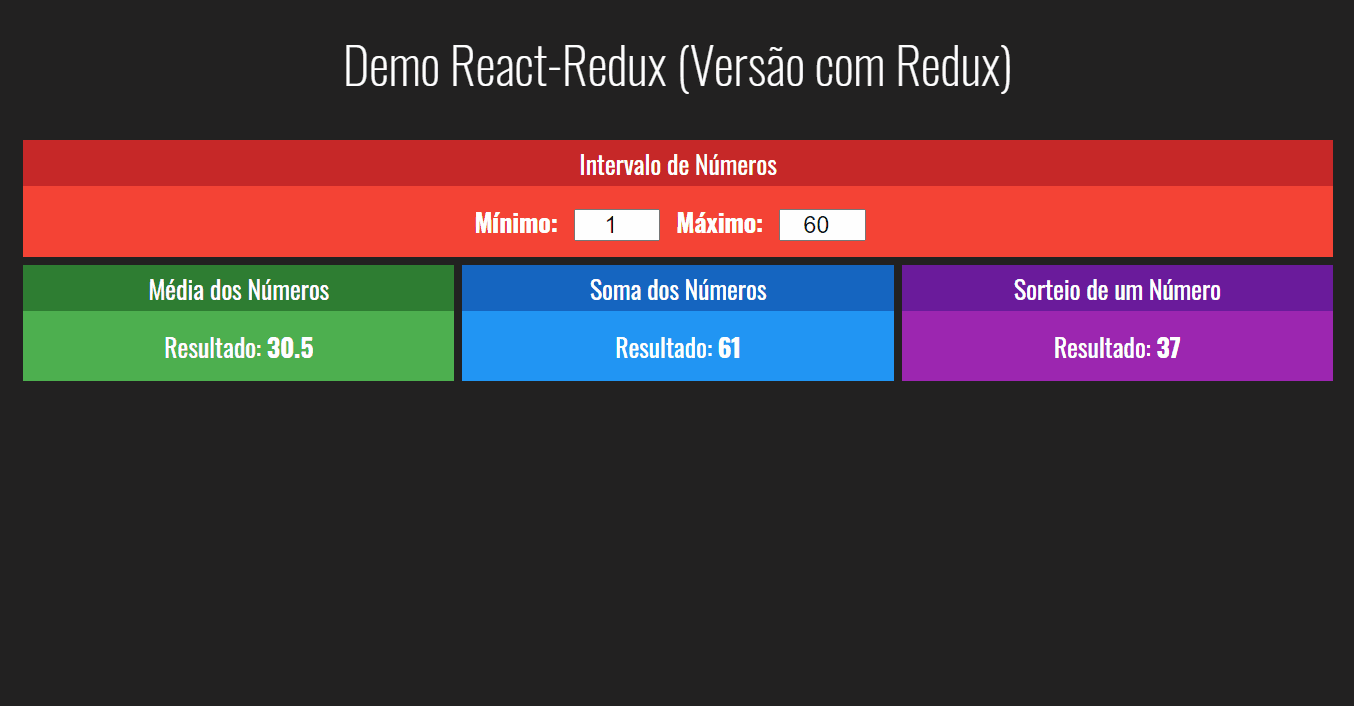 Demo React-Redux (Versão com Redux)
Intervalo de Números
Mínimo: 1 Máximo: 60
Média dos Números
Resultado: 30.5
Soma dos Números
Resultado: 61
Sorteio de um Número
Resultado: 37